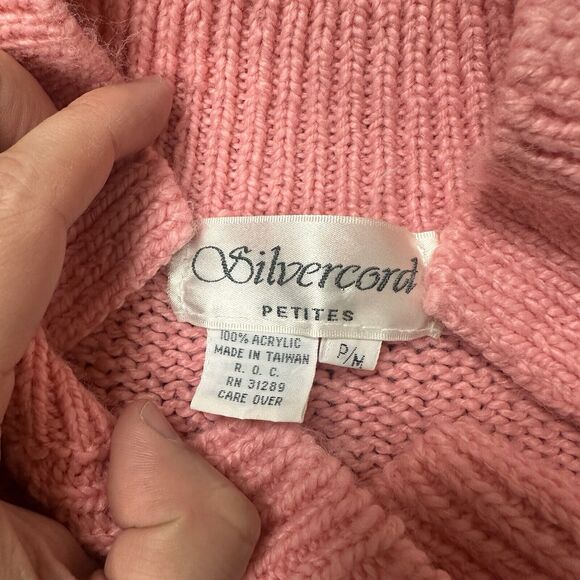 Silvercord
PETITES
100% ACRYLIC
MADE IN TAIWAN
R. O. C.
RN 31289
CARE OVER
P/M